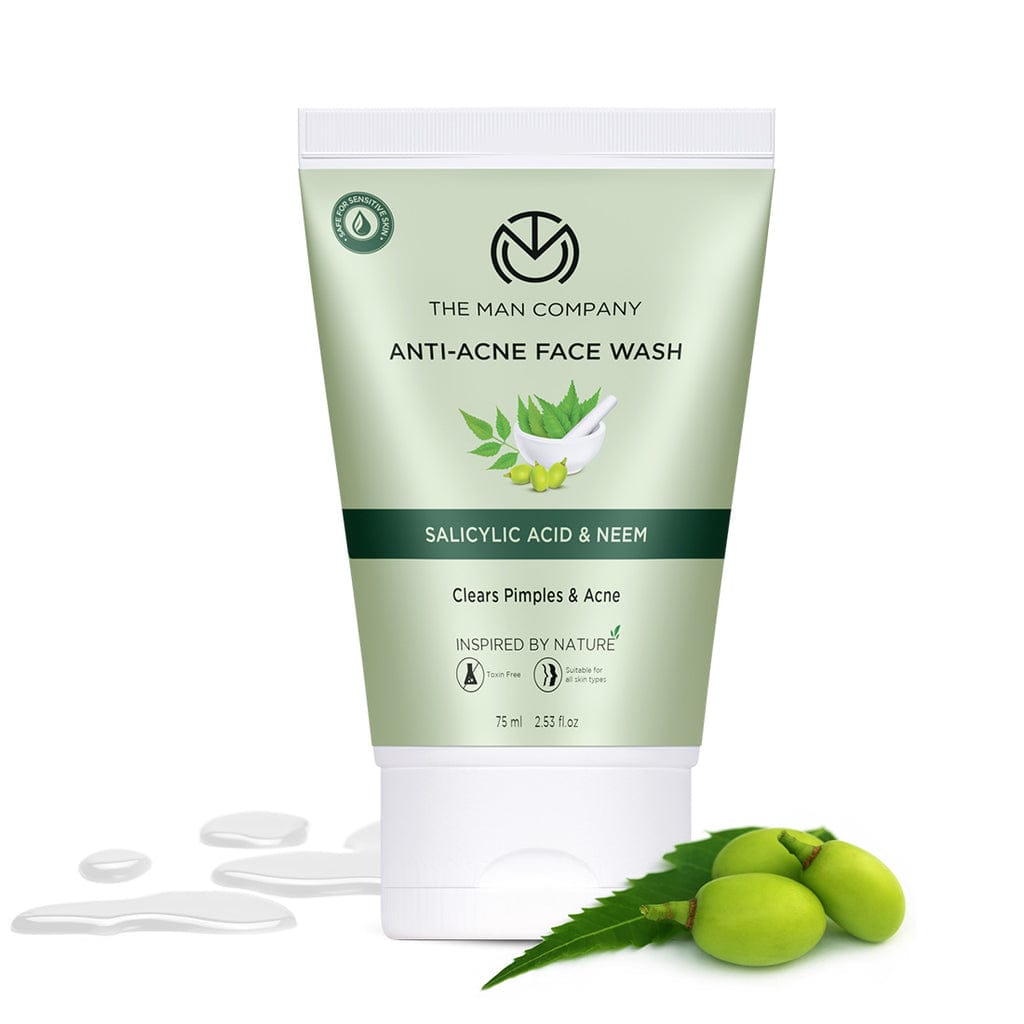 • SAFE FOR SENSITIVE SKIN •
THE MAN COMPANY
ANTI-ACNE FACE WASH
SALICYLIC ACID & NEEM
Clears Pimples & Acne
INSPIRED BY NATURE
Toxin Free
Suitable for
all skin types
75 ml 2.53 fl.oz